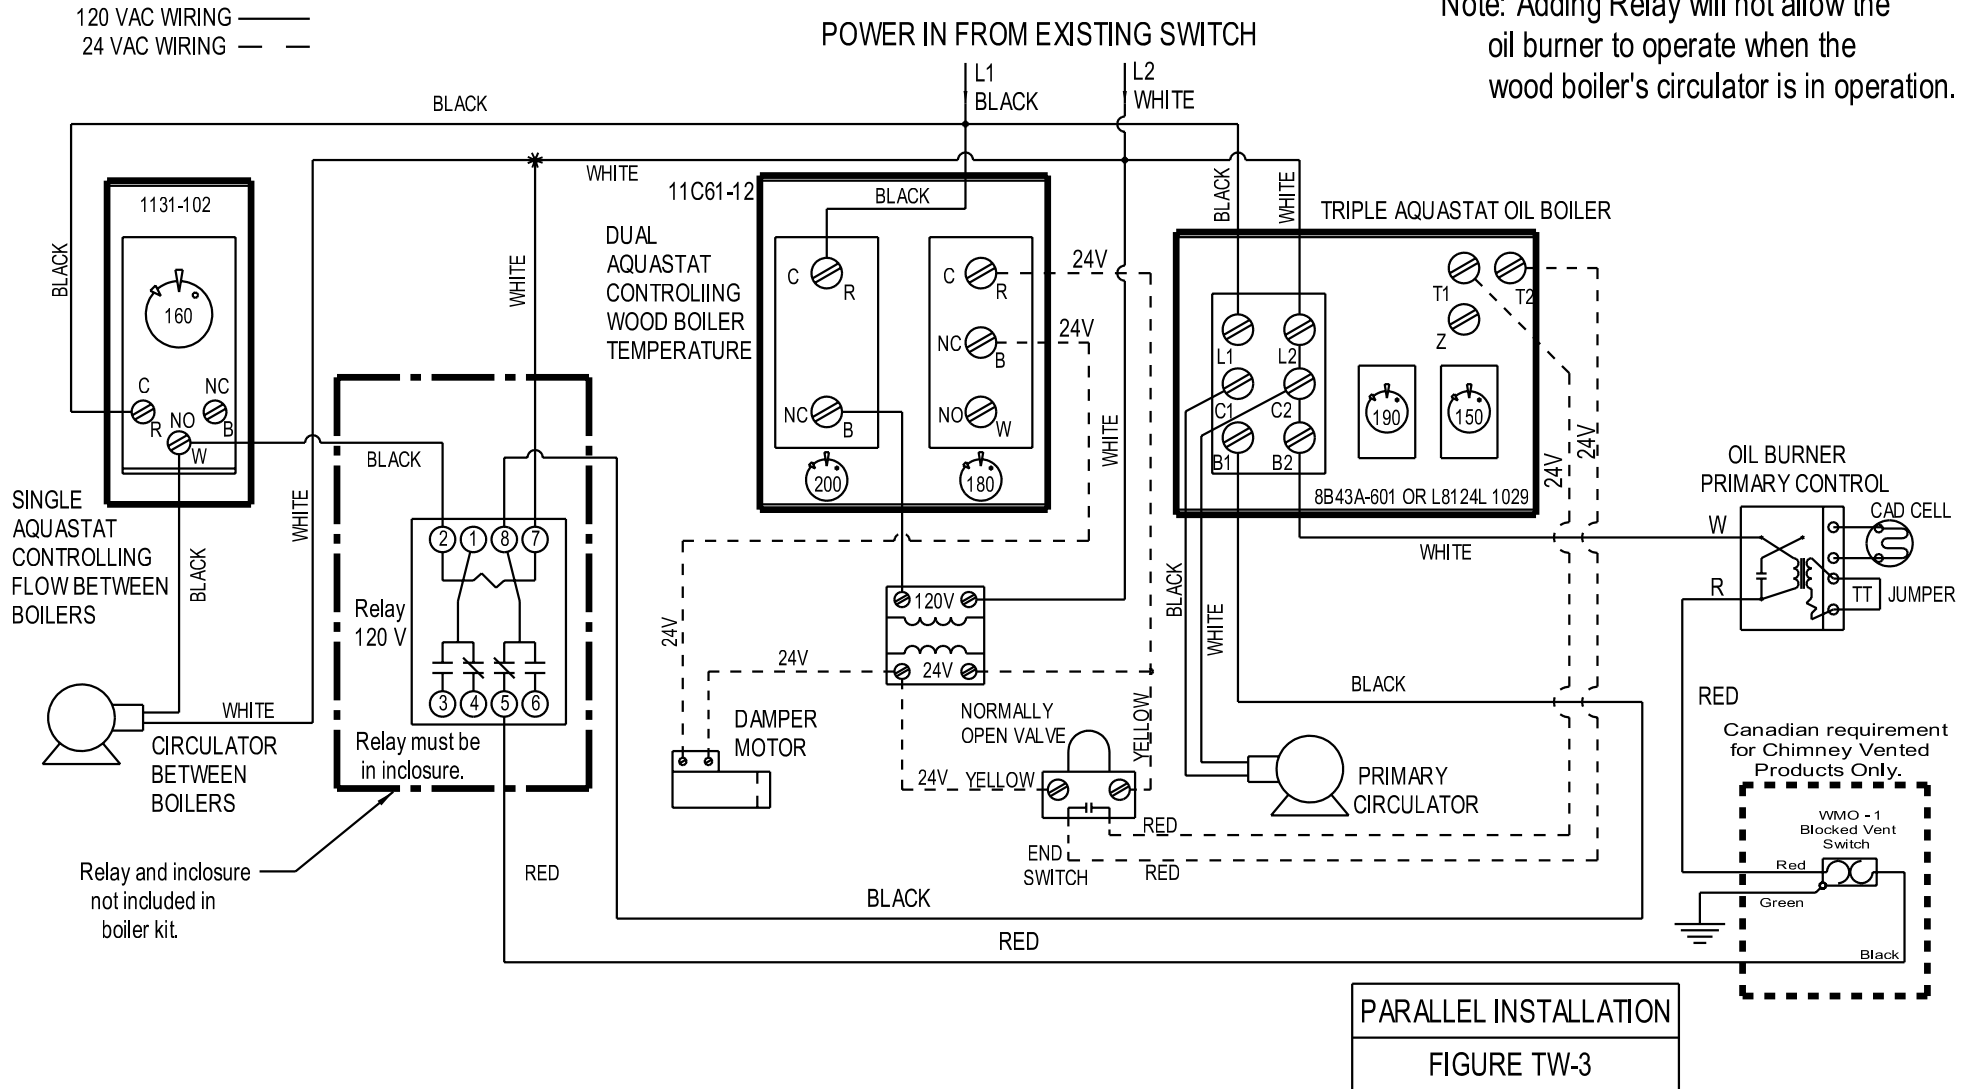 120 VAC WIRING
24 VAC WIRING
POWER IN FROM EXISTING SWITCH
Note: Adding Relay will not allow the
oil burner to operate when the
wood boiler's circulator is in operation.
L1
BLACK
L2
WHITE
BLACK
WHITE
BLACK
WHITE
BLACK
WHITE
1131-102
160
C
R
NO
W
NC
B
BLACK
SINGLE
AQUASTAT
CONTROLLING
FLOW BETWEEN
BOILERS
BLACK
WHITE
WHITE
CIRCULATOR
BETWEEN
BOILERS
BLACK
2
1
8
7
Relay
120 V
3
4
5
6
Relay must be
in inclosure.
Relay and inclosure
not included in
boiler kit.
RED
11C61-12
DUAL
AQUASTAT
CONTROLIING
WOOD BOILER
TEMPERATURE
BLACK
C
R
NC
B
200
C
R
NC
B
NO
W
180
24V
24V
WHITE
120V
24V
24V
24V
DAMPER
MOTOR
NORMALLY
OPEN VALVE
24V
YELLOW
YELLOW
END
SWITCH
RED
RED
TRIPLE AQUASTAT OIL BOILER
T1
T2
Z
L1
L2
C1
C2
B1
B2
190
150
8B43A-601 OR L8124L 1029
24V
24V
BLACK
WHITE
WHITE
BLACK
PRIMARY
CIRCULATOR
OIL BURNER
PRIMARY CONTROL
CAD CELL
W
R
TT
JUMPER
RED
Canadian requirement
for Chimney Vented
Products Only.
WMO - 1
Blocked Vent
Switch
Red
Green
Black
BLACK
RED
PARALLEL INSTALLATION
FIGURE TW-3